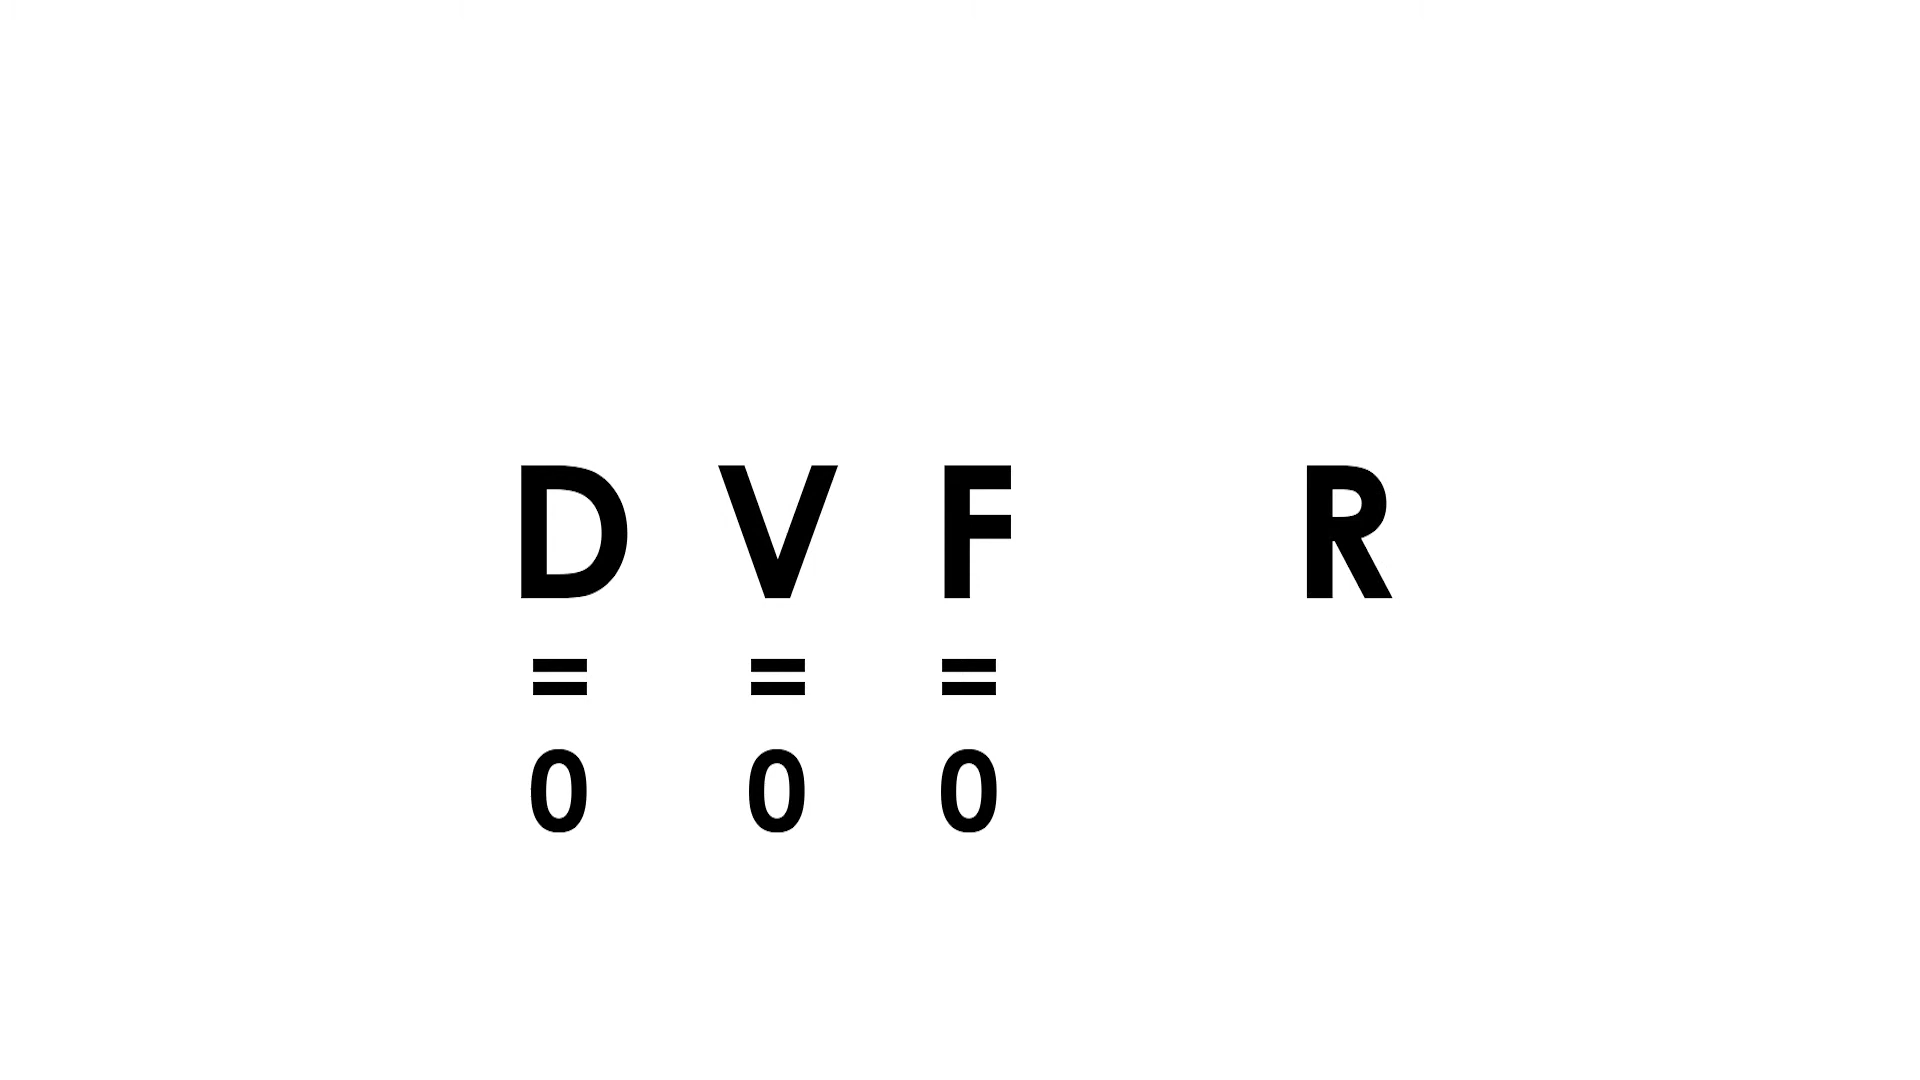 D V F R
= = =
0 0 0